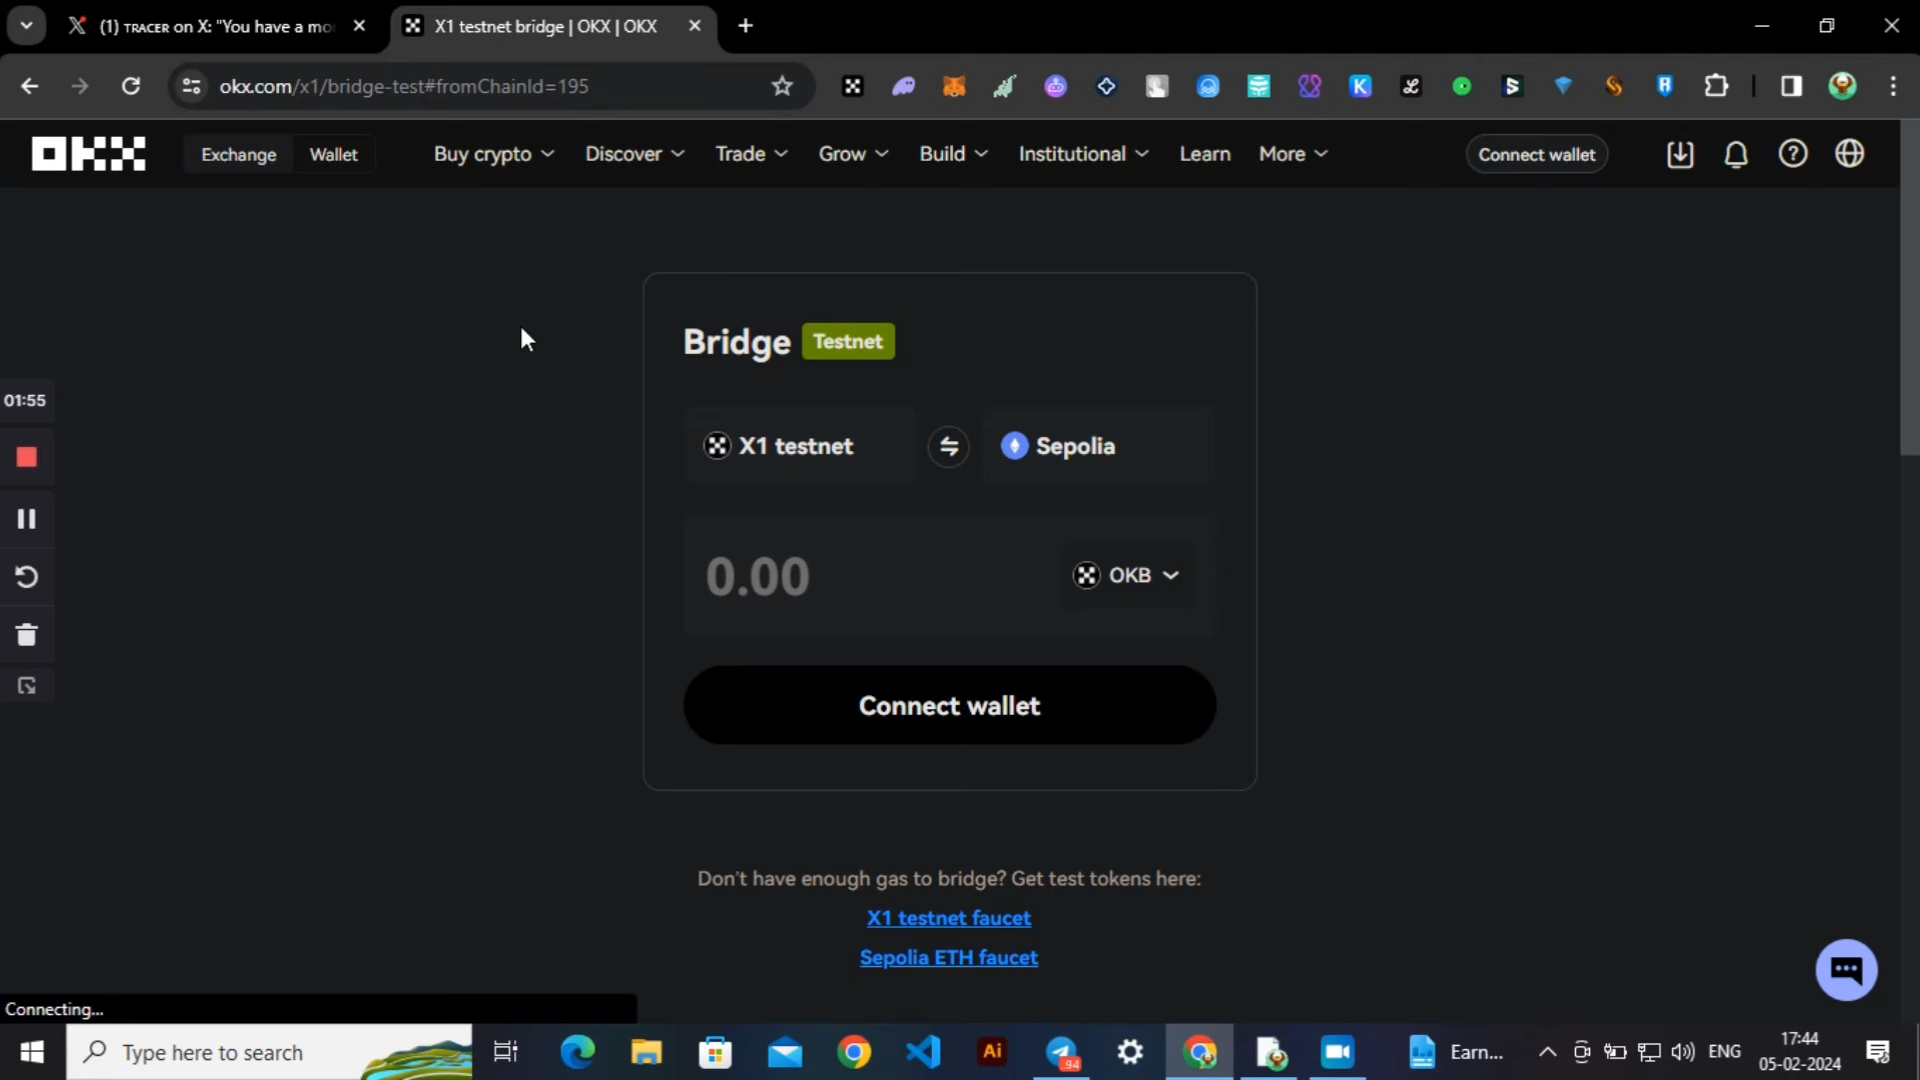 (1) TRACER on X: "You have a mo
X1 testnet bridge | OKX | OKX
okx.com/x1/bridge-test#fromChainId=195
OKX
Exchange
Wallet
Buy crypto
Discover
Trade
Grow
Build
Institutional
Learn
More
Connect wallet
Bridge
Testnet
01:55
X1 testnet
Sepolia
0.00
OKB
Connect wallet
Don't have enough gas to bridge? Get test tokens here:
X1 testnet faucet
Sepolia ETH faucet
Connecting...
Type here to search
Ai
94
Earn...
ENG
17:44
05-02-2024